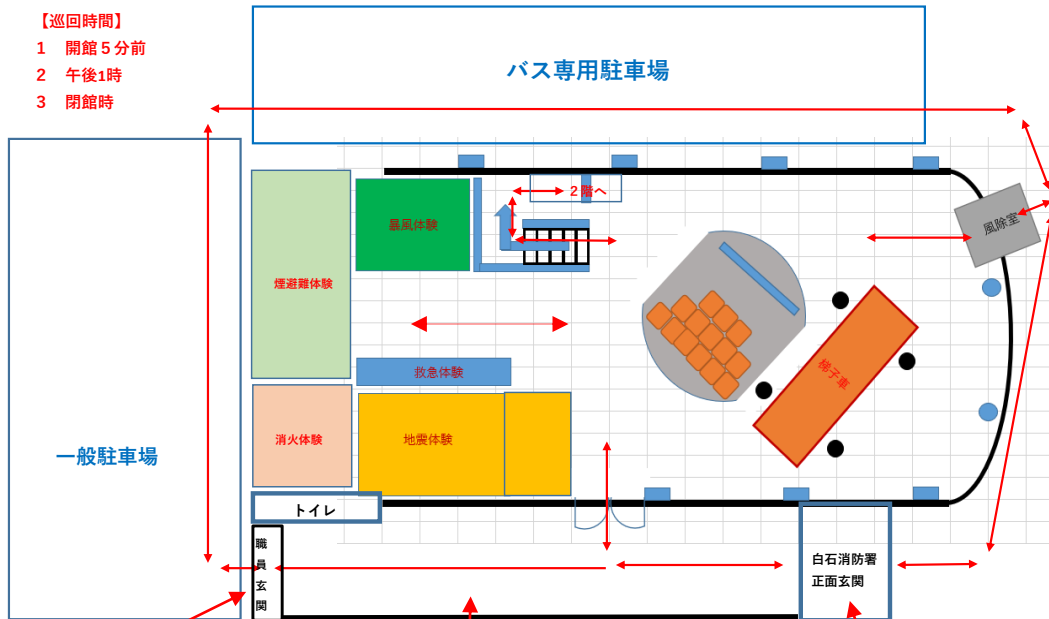 【巡回時間】
1 開館５分前
2 午後1時
3 閉館時
バス専用駐車場
２階へ
暴風体験
風除室
煙避難体験
救急体験
梯子車
消火体験
地震体験
一般駐車場
トイレ
職員玄関
白石消防署
正面玄関